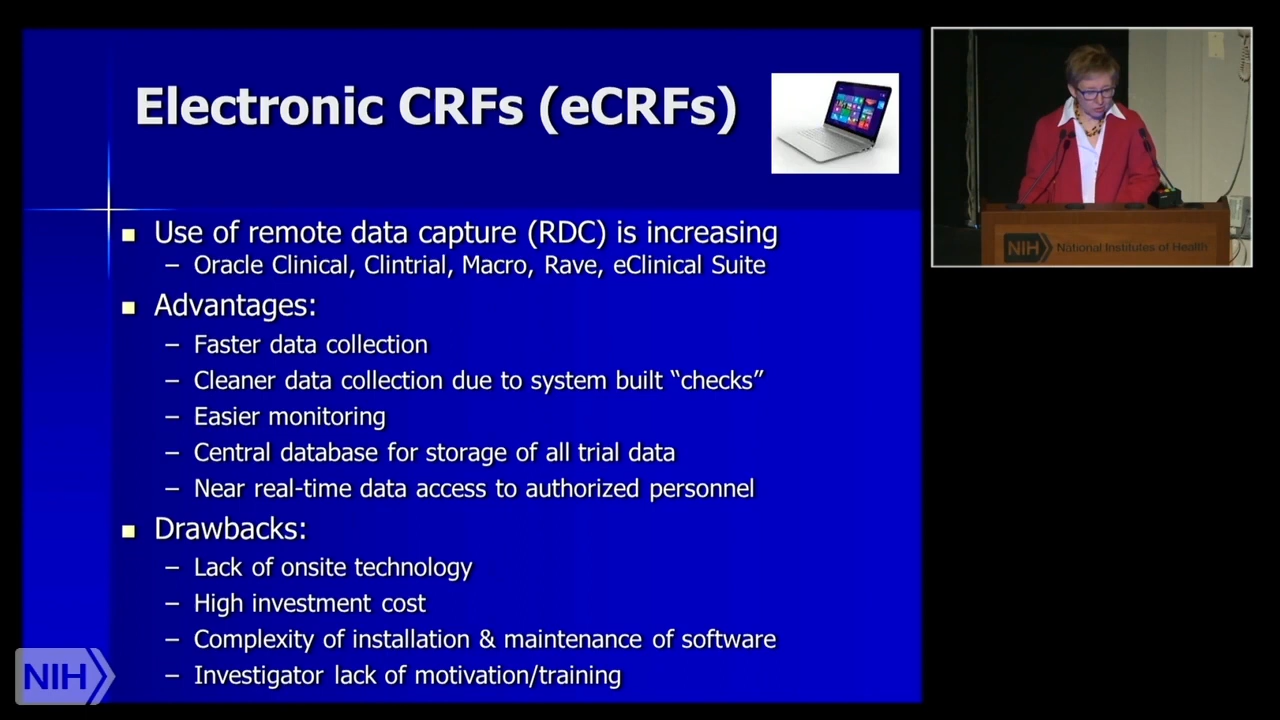 Electronic CRFs (eCRFs)
Use of remote data capture (RDC) is increasing
– Oracle Clinical, Clintrial, Macro, Rave, eClinical Suite
Advantages:
– Faster data collection
– Cleaner data collection due to system built “checks”
– Easier monitoring
– Central database for storage of all trial data
– Near real-time data access to authorized personnel
Drawbacks:
– Lack of onsite technology
– High investment cost
– Complexity of installation & maintenance of software
– Investigator lack of motivation/training
NIH
NIH National Institutes of Health